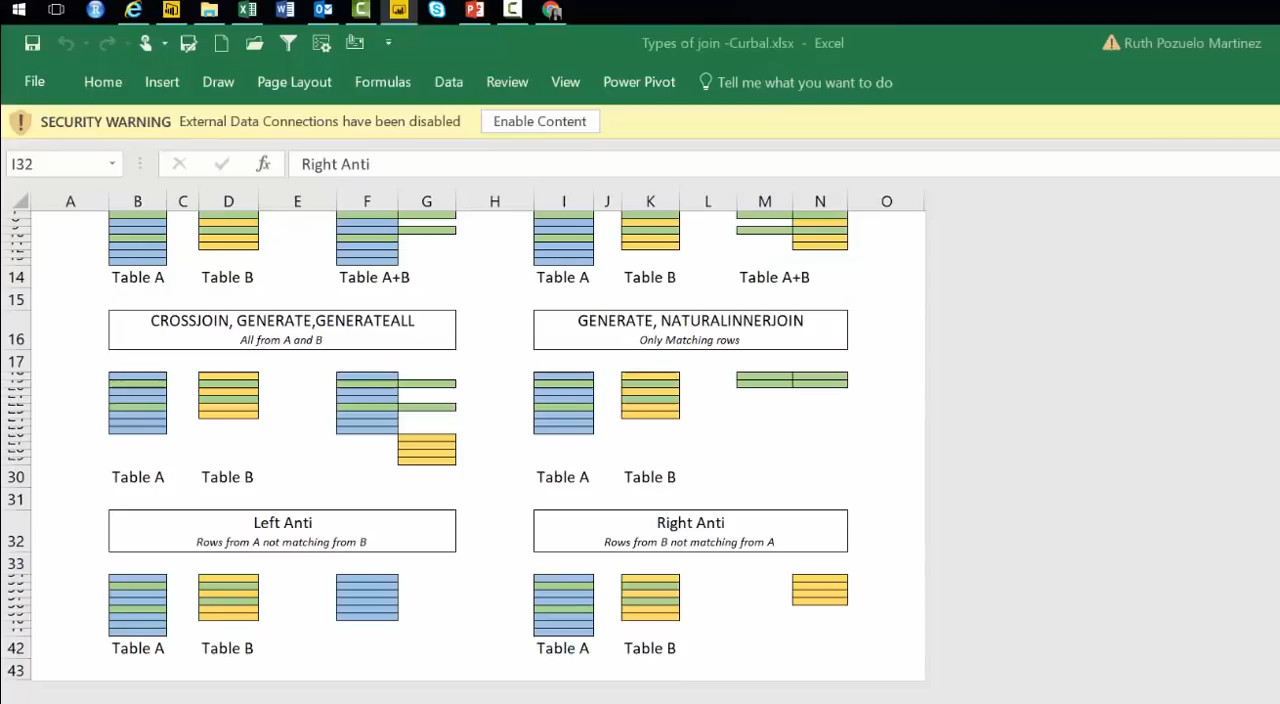 Types of join -Curbal.xlsx - Excel
Ruth Pozuelo Martinez
File Home Insert Draw Page Layout Formulas Data Review View Power Pivot Tell me what you want to do
SECURITY WARNING External Data Connections have been disabled Enable Content
I32 fx Right Anti
A B C D E F G H I J K L M N O
14 Table A Table B Table A+B Table A Table B Table A+B
15
CROSSJOIN, GENERATE,GENERATEALL GENERATE, NATURALINNERJOIN
16 All from A and B Only Matching rows
17
30 Table A Table B Table A Table B
31
Left Anti Right Anti
32 Rows from A not matching from B Rows from B not matching from A
33
42 Table A Table B Table A Table B
43